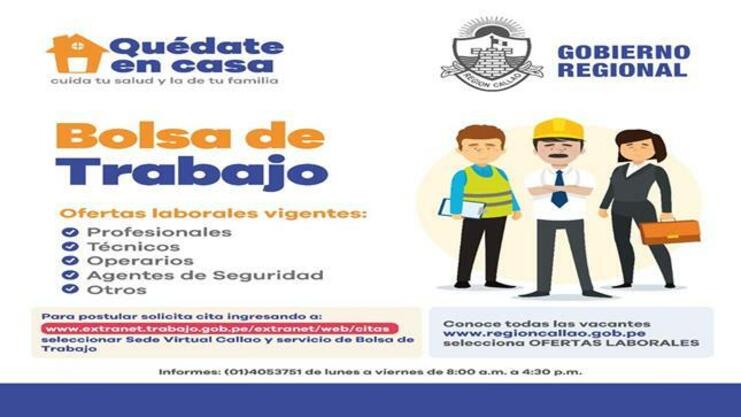 Quédate
en casa
cuida tu salud y la de tu familia
REGION CALLAO
GOBIERNO
REGIONAL
Bolsa de
Trabajo
Ofertas laborales vigentes:
Profesionales
Técnicos
Operarios
Agentes de Seguridad
Otros
Para postular solicita cita ingresando a:
www.extranet.trabajo.gob.pe/extranet/web/citas
seleccionar Sede Virtual Callao y servicio de Bolsa de
Trabajo
Conoce todas las vacantes
www.regioncallao.gob.pe
selecciona OFERTAS LABORALES
Informes: (01)4053751 de lunes a viernes de 8:00 a.m. a 4:30 p.m.